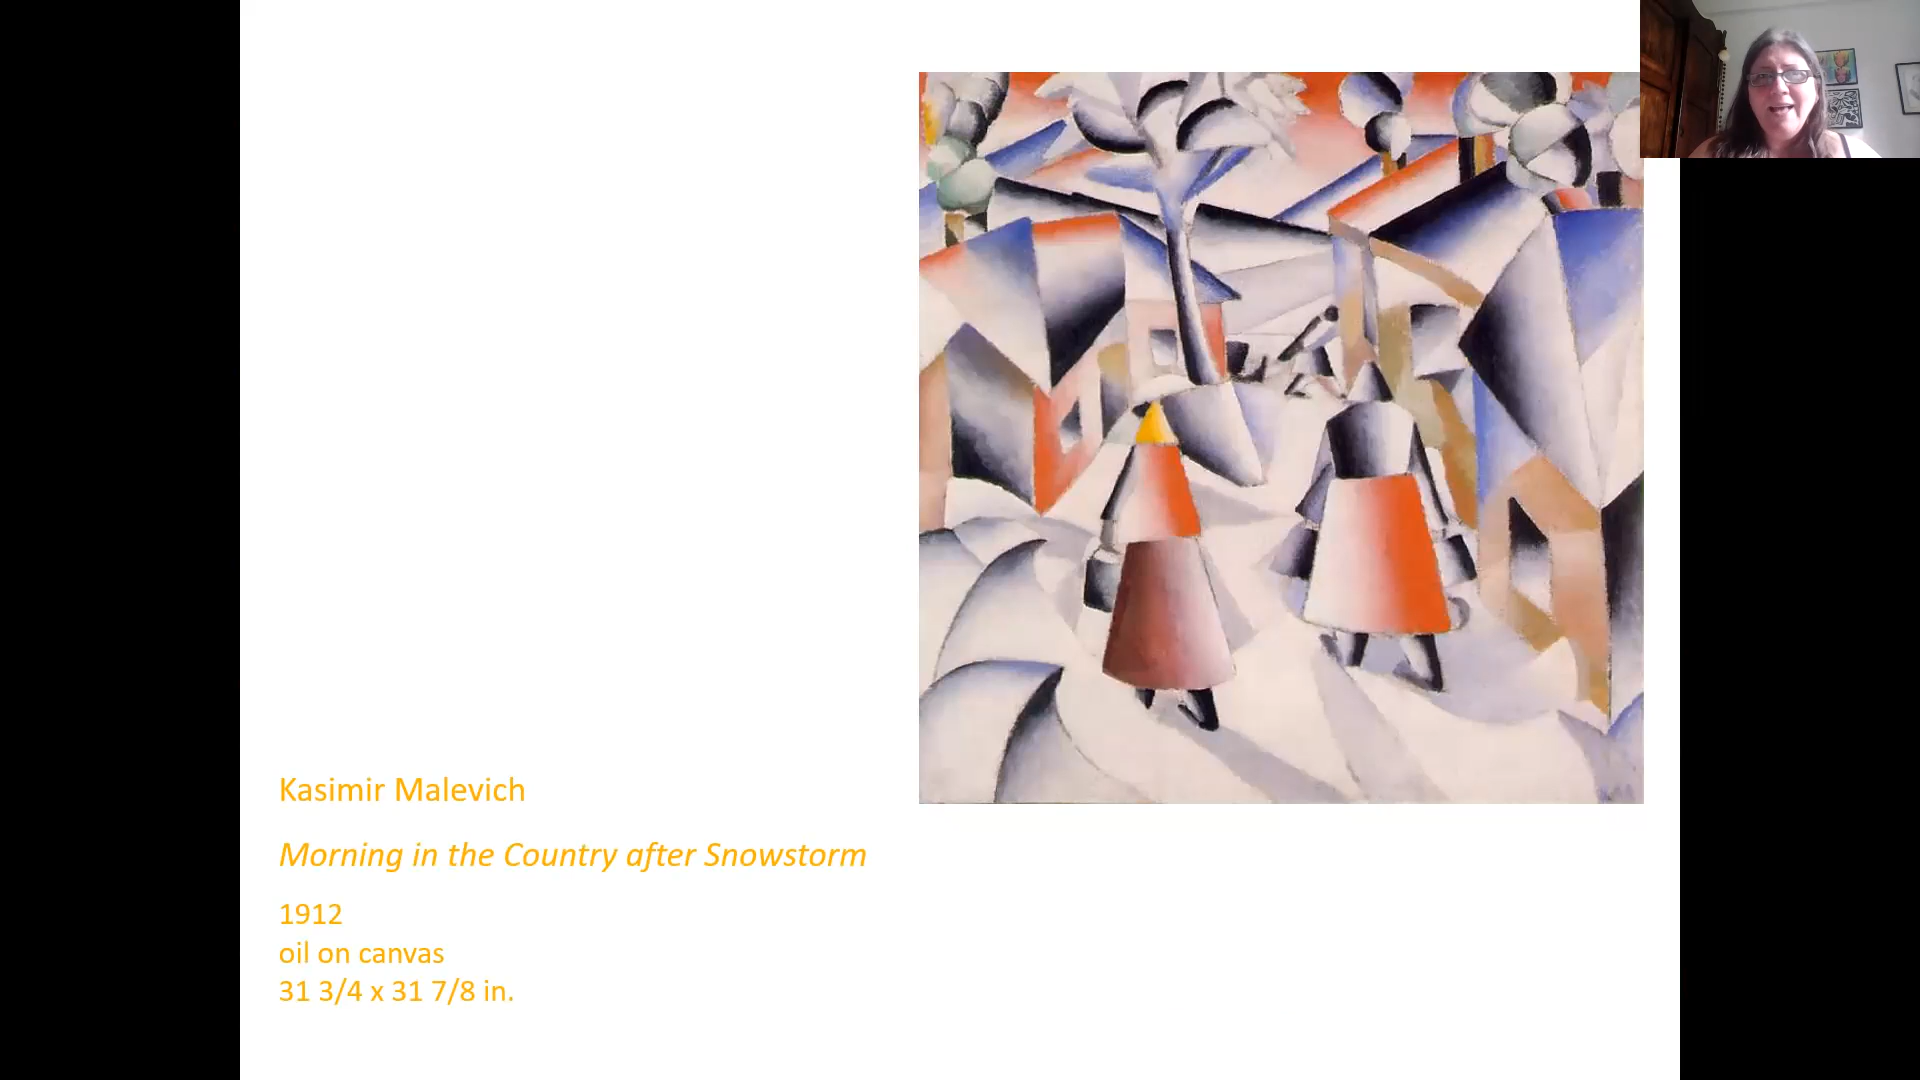 Kasimir Malevich
Morning in the Country after Snowstorm
1912
oil on canvas
31 3/4 x 31 7/8 in.